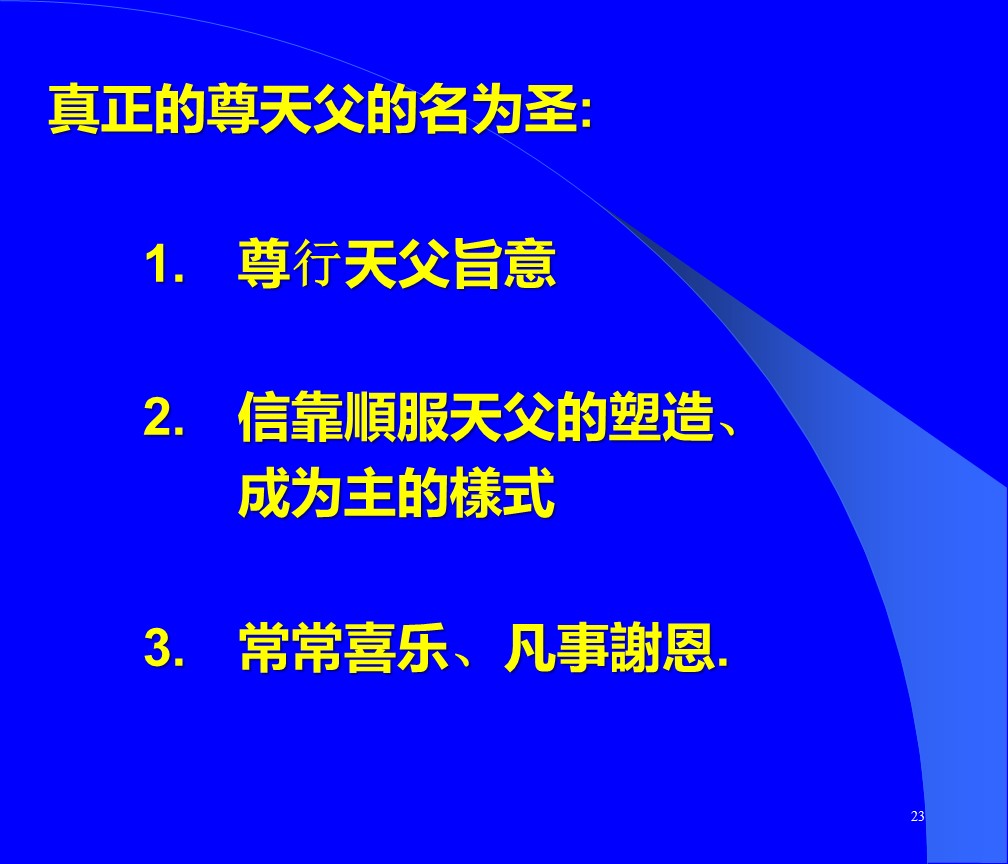 真正的尊天父的名为圣:
1. 尊行天父旨意
2. 信靠順服天父的塑造、
成为主的樣式
3. 常常喜乐、凡事謝恩.
23